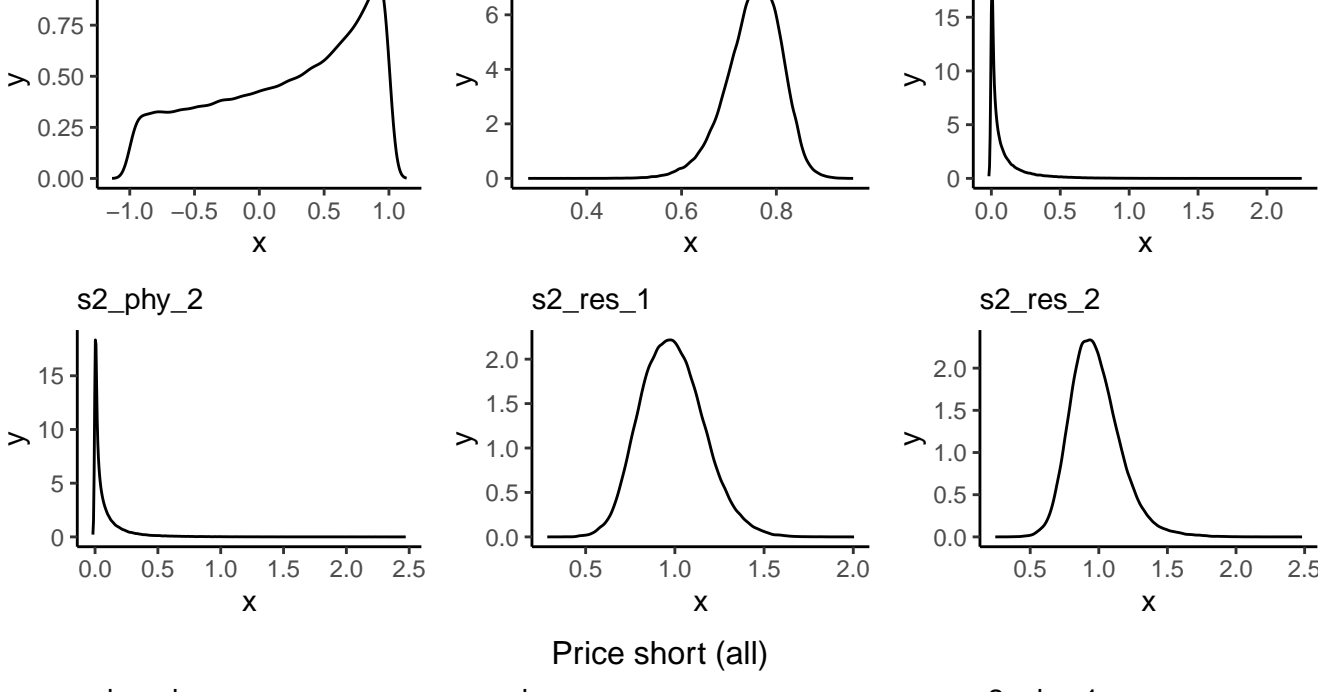 0.75
0.50
0.25
0.00
y
−1.0 −0.5 0.0 0.5 1.0
x
6
4
2
0
y
0.4 0.6 0.8
x
15
10
5
0
y
0.0 0.5 1.0 1.5 2.0
x
s2_phy_2
15
10
5
0
y
0.0 0.5 1.0 1.5 2.0 2.5
x
s2_res_1
2.0
1.5
1.0
0.5
0.0
y
0.5 1.0 1.5 2.0
x
s2_res_2
2.0
1.5
1.0
0.5
0.0
y
0.5 1.0 1.5 2.0 2.5
x
Price short (all)